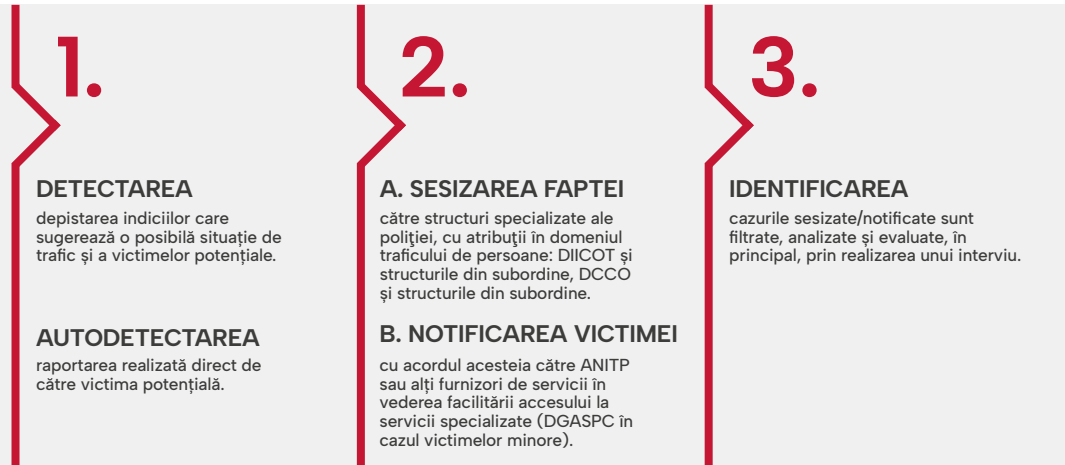 1.
DETECTAREA
depistarea indiciilor care
sugerează o posibilă situație de
trafic și a victimelor potențiale.
AUTODETECTAREA
raportarea realizată direct de
către victima potențială.
2.
A. SESIZAREA FAPTEI
către structuri specializate ale
poliţiei, cu atribuţii în domeniul
traficului de persoane: DIICOT și
structurile din subordine, DCCO
și structurile din subordine.
B. NOTIFICAREA VICTIMEI
cu acordul acesteia către ANITP
sau alți furnizori de servicii în
vederea facilitării accesului la
servicii specializate (DGASPC în
cazul victimelor minore).
3.
IDENTIFICAREA
cazurile sesizate/notificate sunt
filtrate, analizate și evaluate, în
principal, prin realizarea unui interviu.